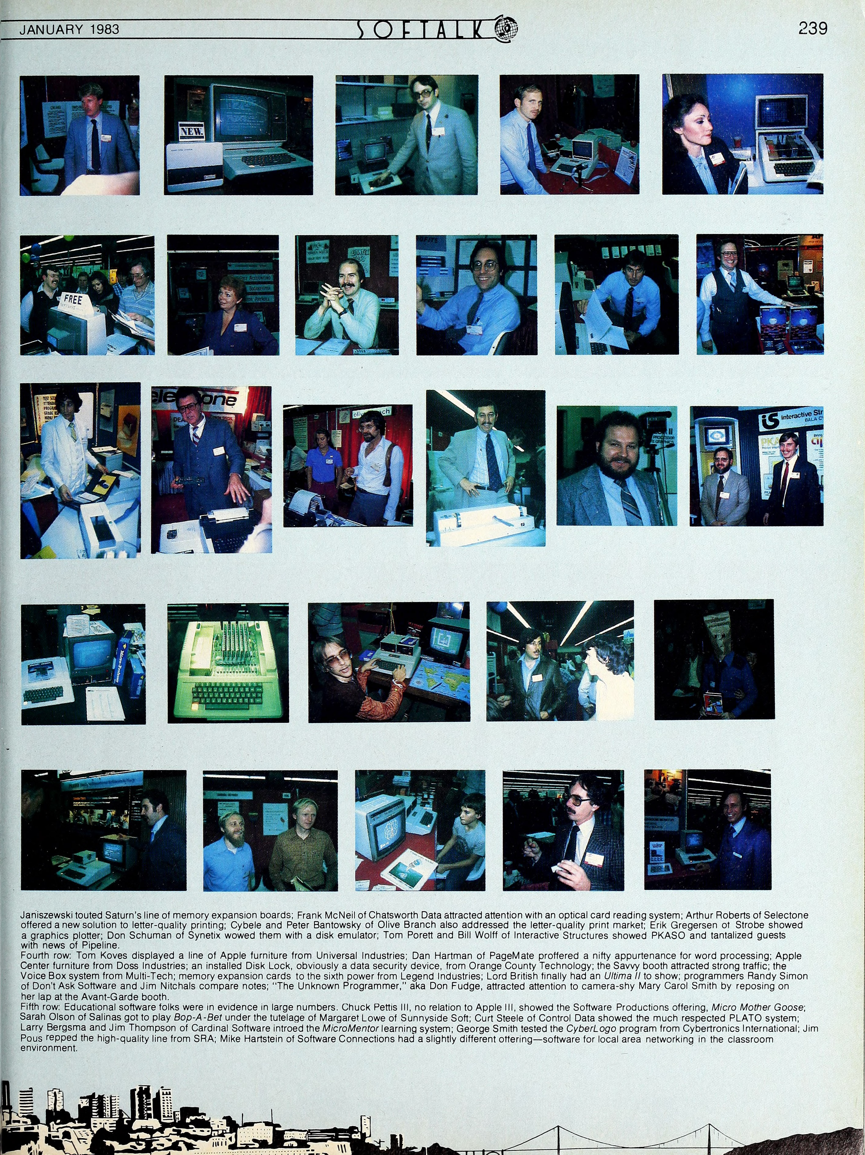 JANUARY 1983
SOFTALK
239
NEW.
FREE
elecone
DEA
iS Interactive Str
BALA C
PKA
Janiszewski touted Saturn's line of memory expansion boards; Frank McNeil of Chatsworth Data attracted attention with an optical card reading system; Arthur Roberts of Selectone
offered a new solution to letter-quality printing; Cybele and Peter Bantowsky of Olive Branch also addressed the letter-quality print market; Erik Gregersen of Strobe showed
a graphics plotter; Don Schuman of Synetix wowed them with a disk emulator; Tom Porett and Bill Wolff of Interactive Structures showed PKASO and tantalized guests
with news of Pipeline.
Fourth row: Tom Koves displayed a line of Apple furniture from Universal Industries; Dan Hartman of PageMate proffered a nifty appurtenance for word processing; Apple
Center furniture from Doss Industries; an installed Disk Lock, obviously a data security device, from Orange County Technology; the Savvy booth attracted strong traffic; the
Voice Box system from Multi-Tech; memory expansion cards to the sixth power from Legend Industries; Lord British finally had an Ultima II to show; programmers Randy Simon
of Don't Ask Software and Jim Nitchals compare notes; "The Unknown Programmer," aka Don Fudge, attracted attention to camera-shy Mary Carol Smith by reposing on
her lap at the Avant-Garde booth.
Fifth row: Educational software folks were in evidence in large numbers. Chuck Pettis III, no relation to Apple III, showed the Software Productions offering, Micro Mother Goose;
Sarah Olson of Salinas got to play Bop-A-Bet under the tutelage of Margaret Lowe of Sunnyside Soft; Curt Steele of Control Data showed the much respected PLATO system;
Larry Bergsma and Jim Thompson of Cardinal Software introed the MicroMentor learning system; George Smith tested the CyberLogo program from Cybertronics International; Jim
Pous repped the high-quality line from SRA; Mike Hartstein of Software Connections had a slightly different offering—software for local area networking in the classroom
environment.